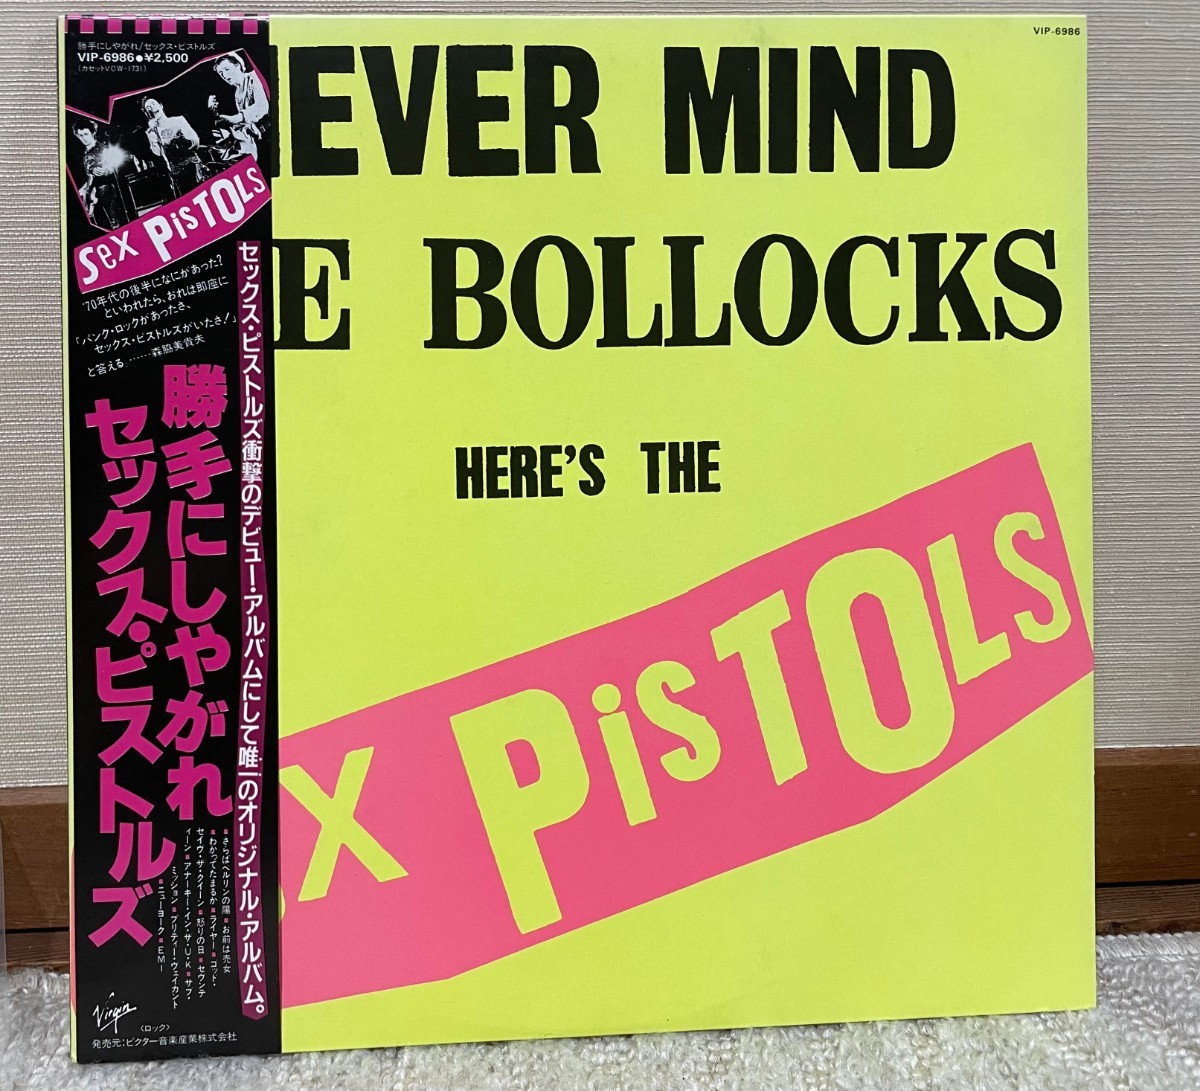 勝手にしやがれ/セックス・ピストルズ
VIP-6986●¥2,500
(カセットVCW-1731)
SEX PiSTOLS
'70年代の後半になにがあった?
といわれたら、おれは即座に
「パンク・ロックがあったさ、
セックス・ピストルズがいたさ!」
と答える。……森脇美貴夫
セックス・ピストルズ衝撃のデビュー・アルバムにして唯一のオリジナル・アルバム。
勝手にしやがれ
セックス・ピストルズ
■さらばベルリンの陽■お前は売女
■わかってたまるか■ライヤー■ゴッド・
セイヴ・ザ・クイーン■怒りの日■セヴンテ
ィーン■アナーキー・イン・ザ・U・K■サブ・
ミッション■プリティー・ヴェイカント
■ニューヨーク■EMI
Virgin
〈ロック〉
発売元:ビクター音楽産業株式会社
VIP-6986
EVER MIND
E BOLLOCKS
HERE'S THE
X PiSTOLS